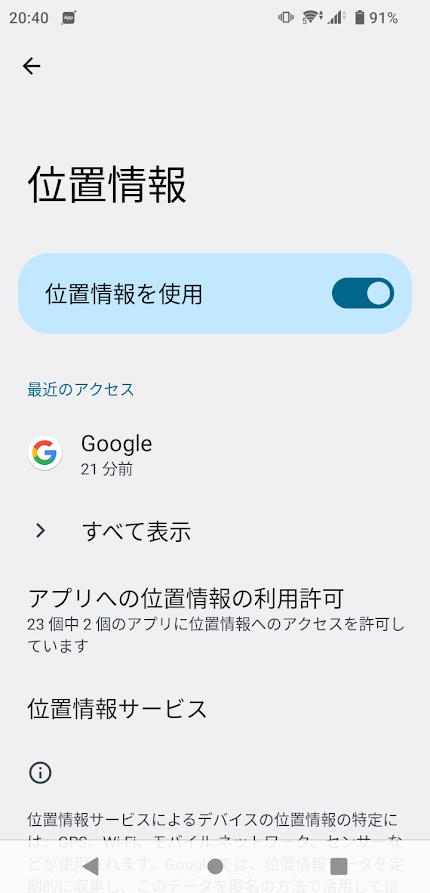 20:40
91%
位置情報
位置情報を使用
最近のアクセス
Google
21 分前
すべて表示
アプリへの位置情報の利用許可
23 個中 2 個のアプリに位置情報へのアクセスを許可し
ています
位置情報サービス
位置情報サービスによるデバイスの位置情報の特定に
は、GPS、Wi-Fi、モバイル ネットワーク、センサーな
どが使用されます。Google では、位置情報データを定
期的に収集し、このデータを匿名の方法で活用して位